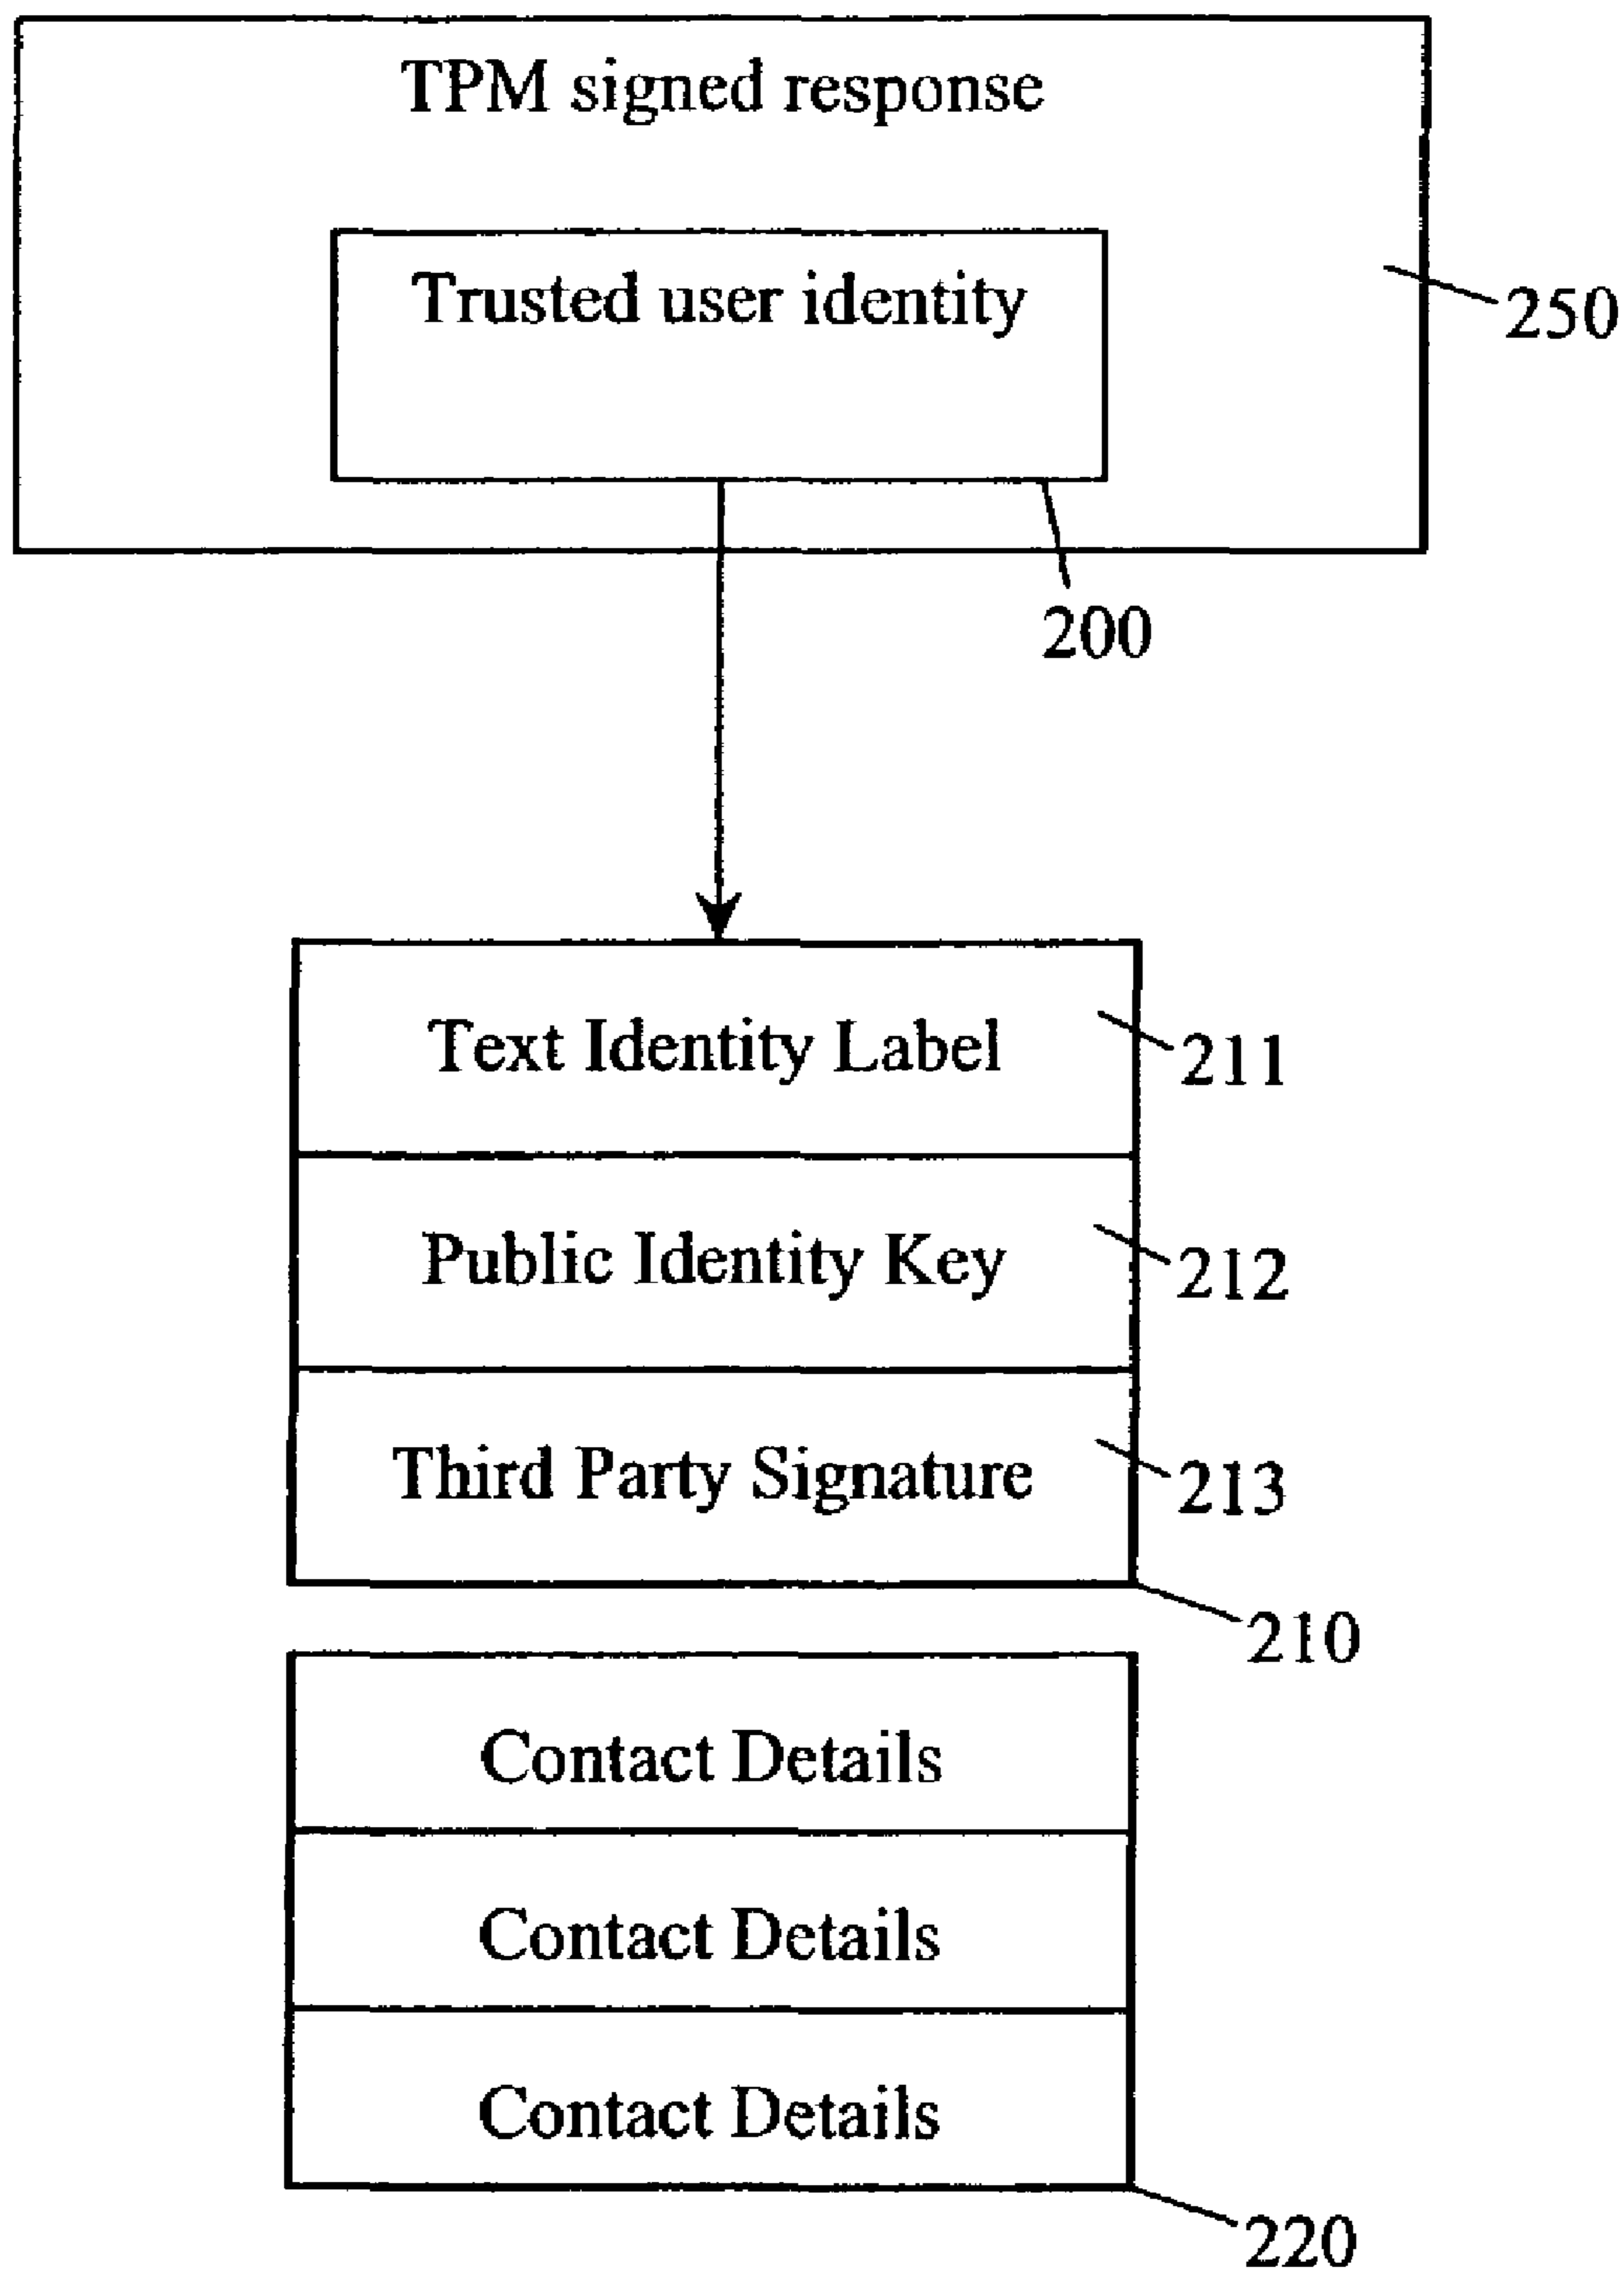 TPM signed response
Trusted user identity
250
200
Text Identity Label
211
Public Identity Key
212
Third Party Signature
213
210
Contact Details
Contact Details
Contact Details
220